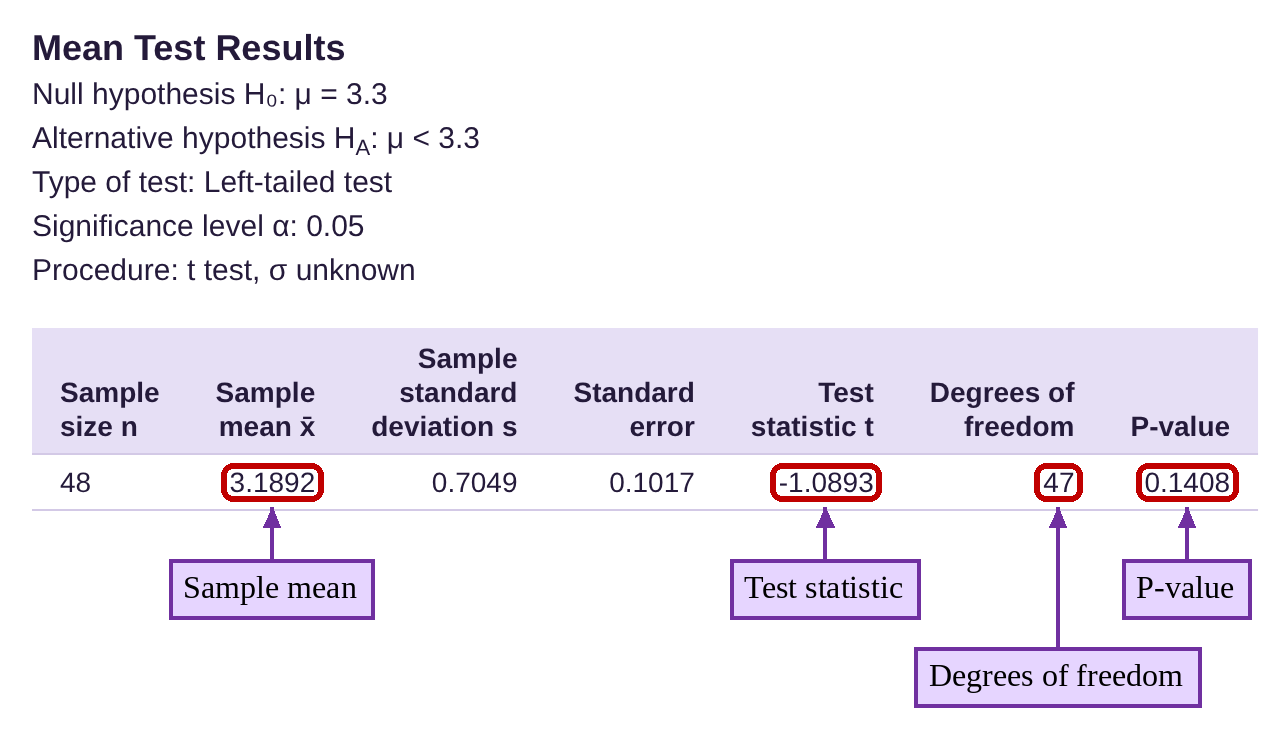 Mean Test Results
Null hypothesis H₀: μ = 3.3
Alternative hypothesis H_A: μ < 3.3
Type of test: Left-tailed test
Significance level α: 0.05
Procedure: t test, σ unknown
Sample size n | Sample mean x̄ | Sample standard deviation s | Standard error | Test statistic t | Degrees of freedom | P-value
48 | 3.1892 | 0.7049 | 0.1017 | -1.0893 | 47 | 0.1408
Sample mean
Test statistic
P-value
Degrees of freedom